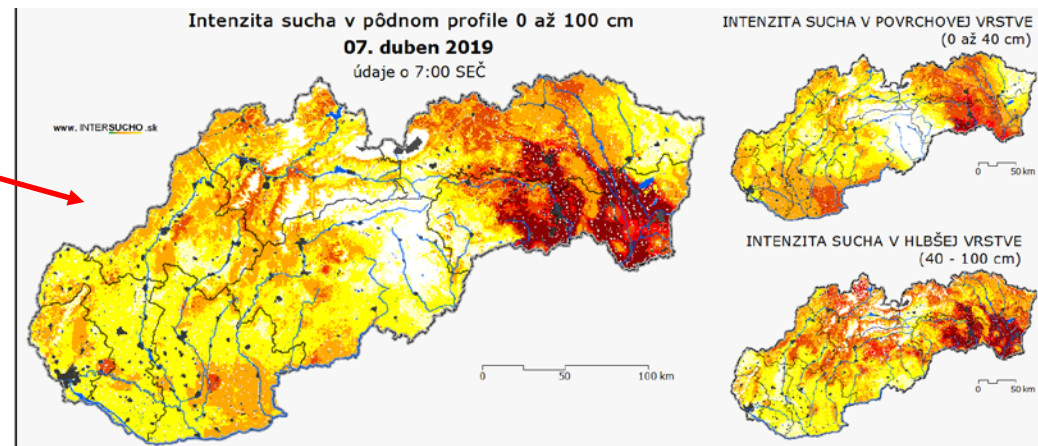 Intenzita sucha v pôdnom profile 0 až 100 cm
07. duben 2019
údaje o 7:00 SEČ
www. INTERSUCHO .sk
0 50 100 km
INTENZITA SUCHA V POVRCHOVEJ VRSTVE
(0 až 40 cm)
0 50 km
INTENZITA SUCHA V HLBŠEJ VRSTVE
(40 - 100 cm)
0 50 km